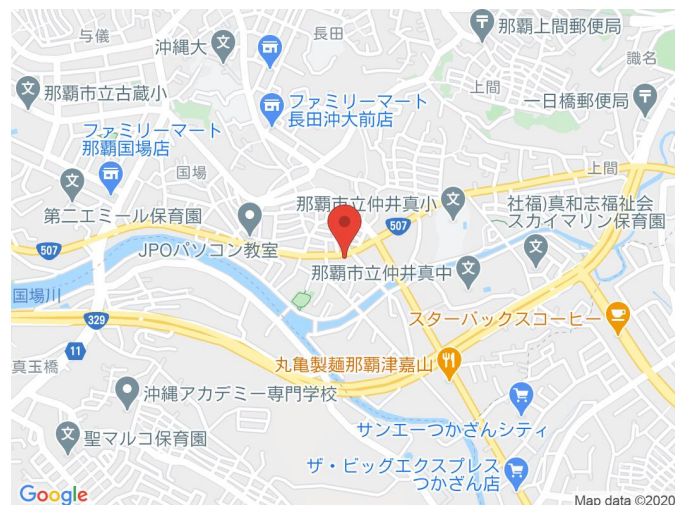 与儀
沖縄大
長田
那覇上間郵便局
識名
那覇市立古蔵小
上間
ファミリーマート
長田沖大前店
一日橋郵便局
ファミリーマート
那覇国場店
国場
上間
第二エミール保育園
那覇市立仲井真小
社福)真和志福祉会
スカイマリン保育園
507
JPOパソコン教室
507
那覇市立仲井真中
国場川
329
スターバックスコーヒー
11
真玉橋
丸亀製麺那覇津嘉山
沖縄アカデミー専門学校
聖マルコ保育園
サンエーつかざんシティ
ザ・ビッグエクスプレス
つかざん店
Google
Map data ©2020